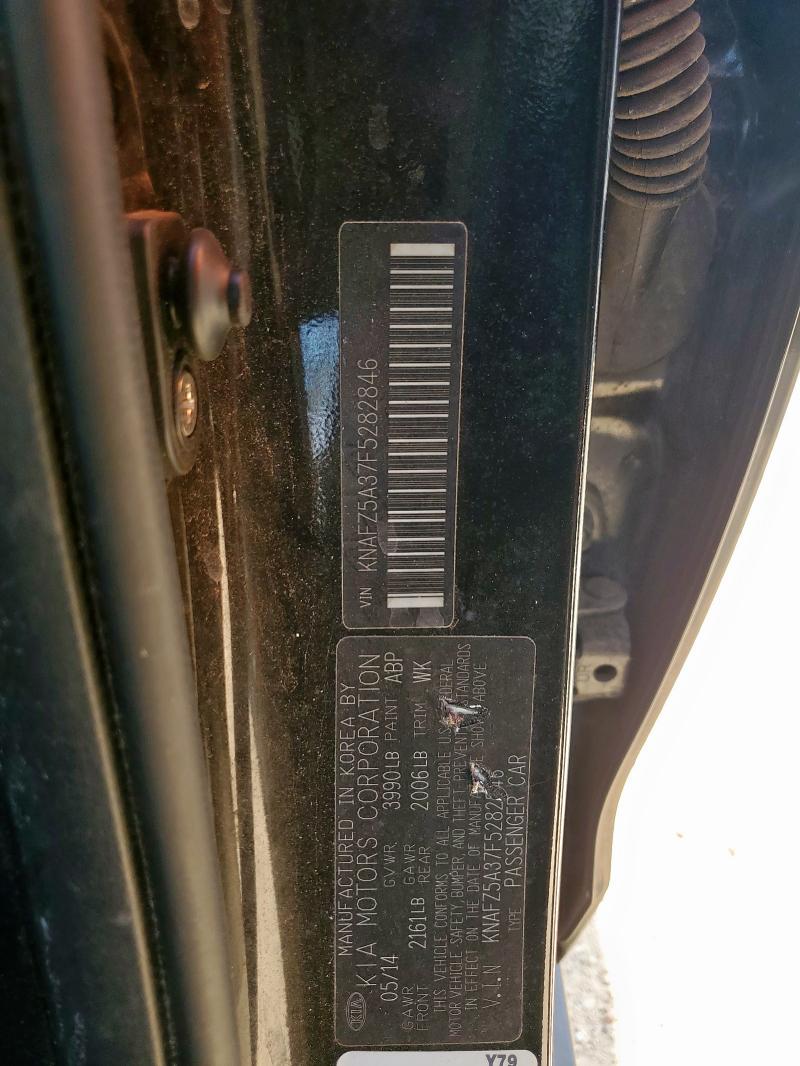 VIN KNAFZ5A37F5282846
MANUFACTURED IN KOREA BY
KIA KIA MOTORS CORPORATION
05/14 GVWR 3990LB PAINT ABP
GAWR FRONT 2161LB GAWR REAR 2006LB TRIM WK
THIS VEHICLE CONFORMS TO ALL APPLICABLE U.S. FEDERAL
MOTOR VEHICLE SAFETY, BUMPER, AND THEFT PREVENT STANDARDS
IN EFFECT ON THE DATE OF MANUF SHOWN ABOVE
V.I.N KNAFZ5A37F5282846
TYPE PASSENGER CAR
Y79